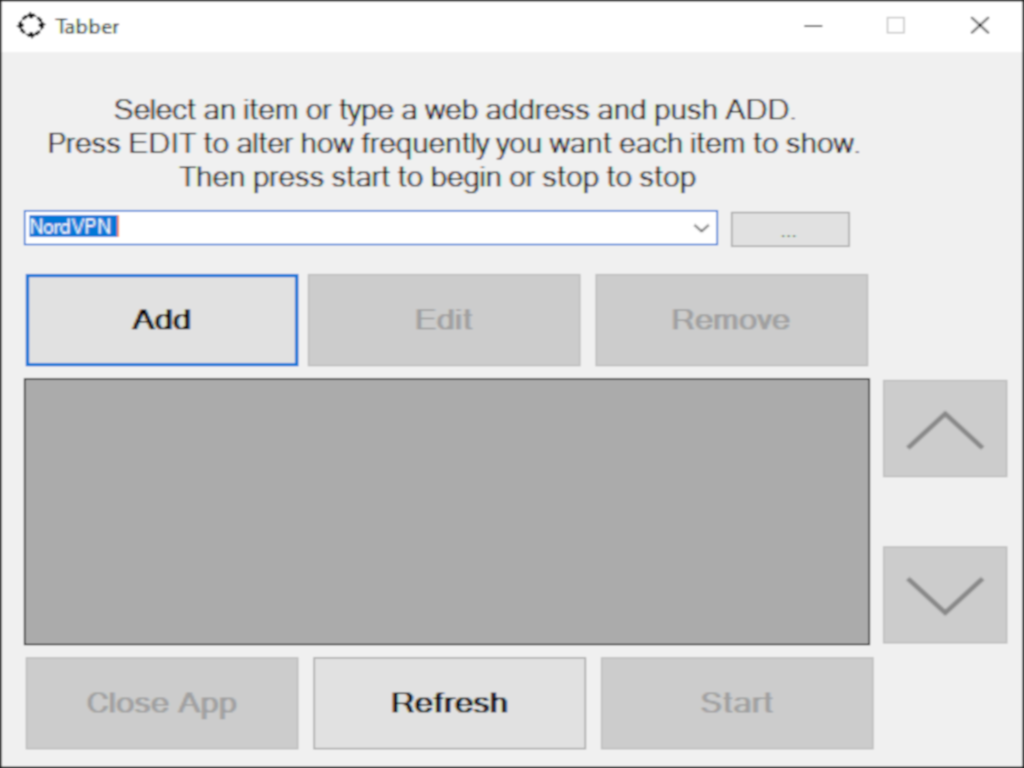 Tabber
Select an item or type a web address and push ADD.
Press EDIT to alter how frequently you want each item to show.
Then press start to begin or stop to stop
NordVPN
...
Add
Edit
Remove
Close App
Refresh
Start